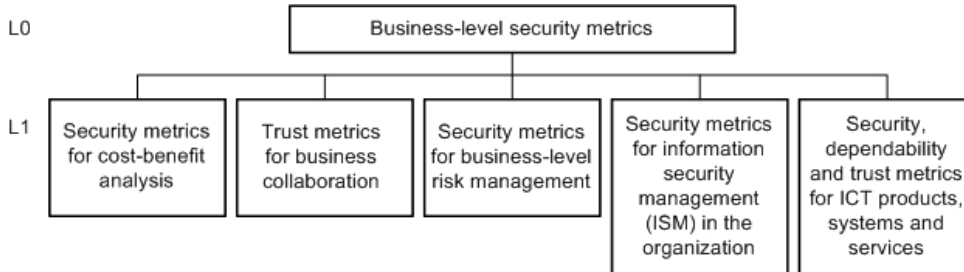 L0
Business-level security metrics
L1
Security metrics
for cost-benefit
analysis
Trust metrics
for business
collaboration
Security metrics
for business-level
risk management
Security metrics
for information
security
management
(ISM) in the
organization
Security,
dependability
and trust metrics
for ICT products,
systems and
services